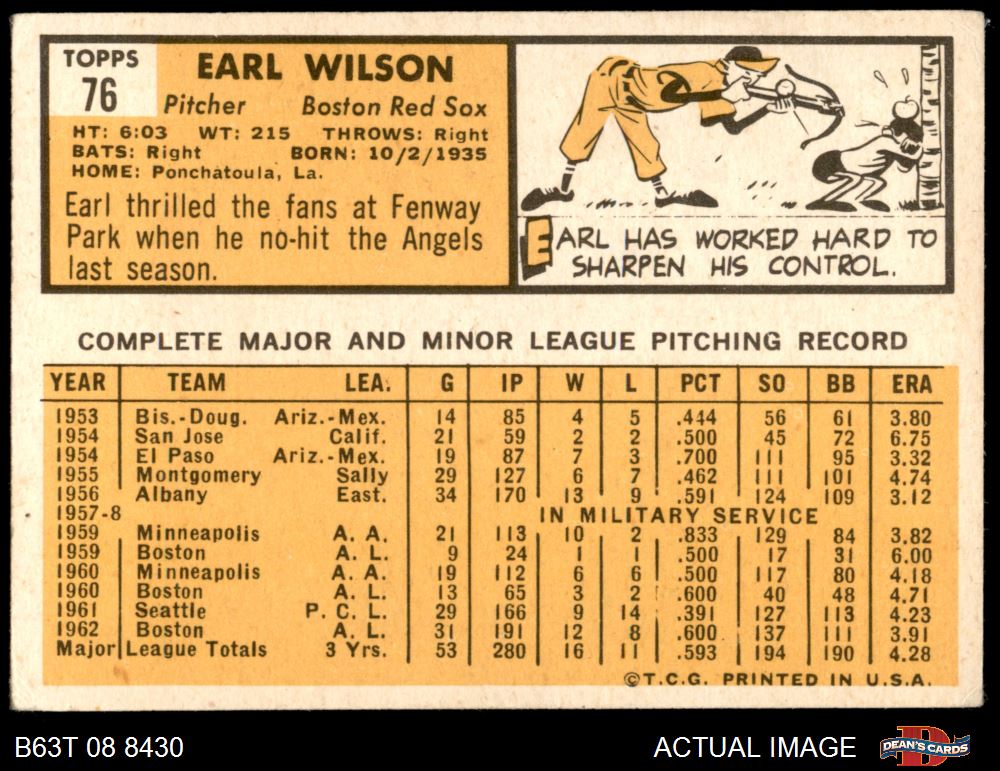 TOPPS
76
EARL WILSON
Pitcher Boston Red Sox
HT: 6:03 WT: 215 THROWS: Right
BATS: Right BORN: 10/2/1935
HOME: Ponchatoula, La.
Earl thrilled the fans at Fenway
Park when he no-hit the Angels
last season.
EARL HAS WORKED HARD TO
SHARPEN HIS CONTROL.
COMPLETE MAJOR AND MINOR LEAGUE PITCHING RECORD
YEAR TEAM LEA. G IP W L PCT SO BB ERA
1953 Bis.-Doug. Ariz.-Mex. 14 85 4 5 .444 56 61 3.80
1954 San Jose Calif. 21 59 2 2 .500 45 72 6.75
1954 El Paso Ariz.-Mex. 19 87 7 3 .700 111 95 3.32
1955 Montgomery Sally 29 127 6 7 .462 111 101 4.74
1956 Albany East. 34 170 13 9 .591 124 109 3.12
1957-8 IN MILITARY SERVICE
1959 Minneapolis A. A. 21 113 10 2 .833 129 84 3.82
1959 Boston A. L. 9 24 1 1 .500 17 31 6.00
1960 Minneapolis A. A. 19 112 6 6 .500 117 80 4.18
1960 Boston A. L. 13 65 3 2 .600 40 48 4.71
1961 Seattle P. C. L. 29 166 9 14 .391 127 113 4.23
1962 Boston A. L. 31 191 12 8 .600 137 111 3.91
Major League Totals 3 Yrs. 53 280 16 11 .593 194 190 4.28
©T.C.G. PRINTED IN U.S.A.
B63T 08 8430
ACTUAL IMAGE
DEAN'S CARDS